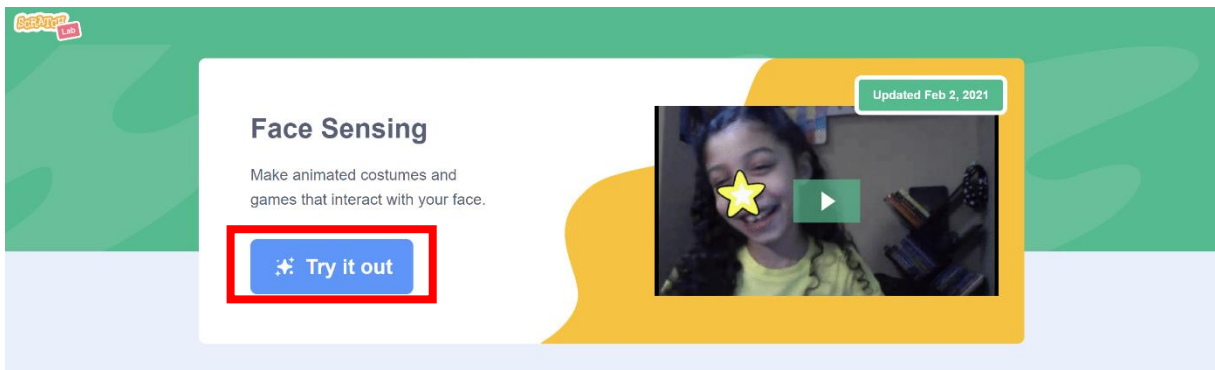 SCRATCH
Lab
Updated Feb 2, 2021
Face Sensing
Make animated costumes and
games that interact with your face.
Try it out